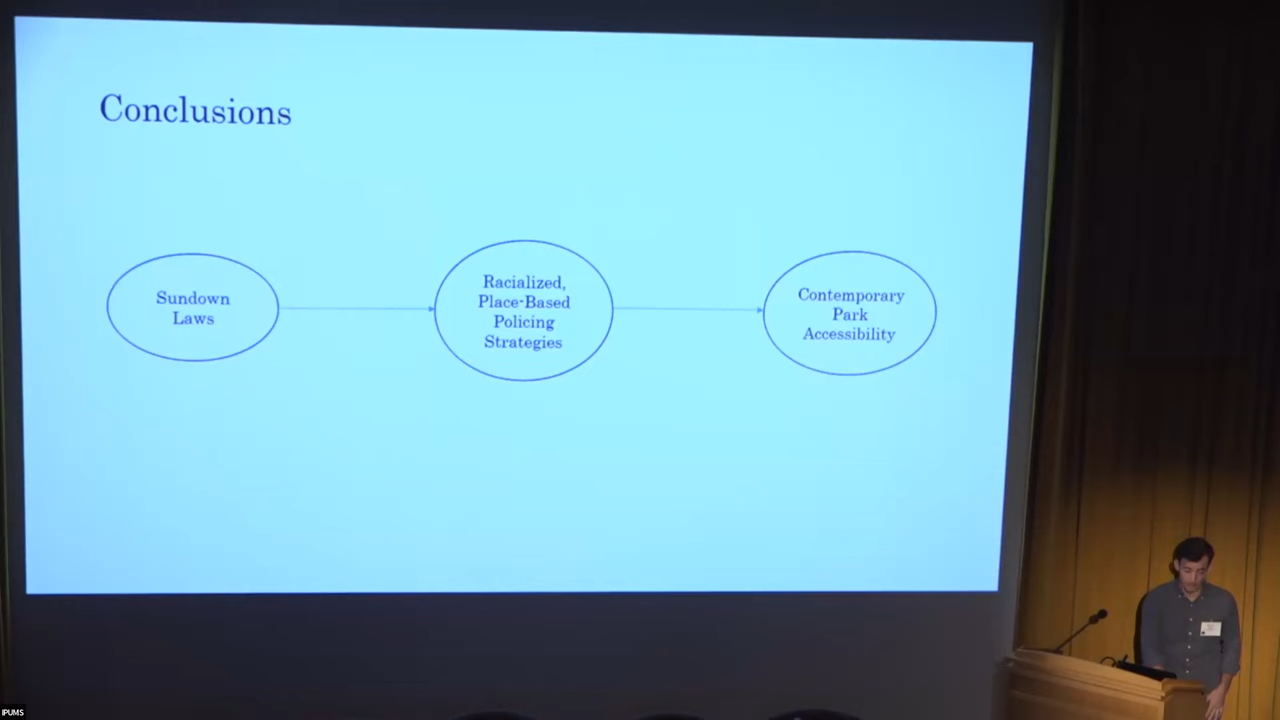 Conclusions
Sundown
Laws
Racialized,
Place-Based
Policing
Strategies
Contemporary
Park
Accessibility
IPUMS